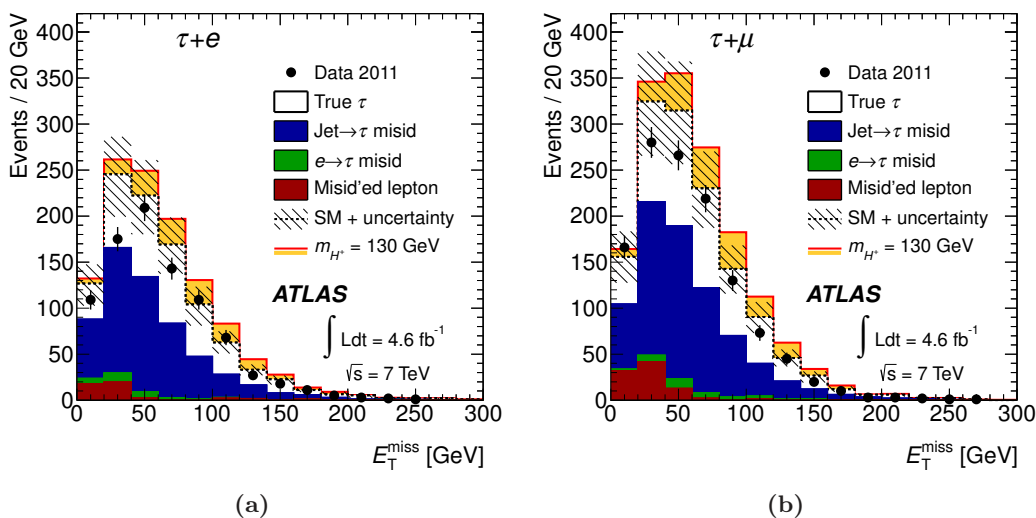 τ+e
Events / 20 GeV
400
350
300
250
200
150
100
50
0
Data 2011
True τ
Jet→τ misid
e→τ misid
Misid'ed lepton
SM + uncertainty
m_H⁺ = 130 GeV
ATLAS
∫ Ldt = 4.6 fb⁻¹
√s = 7 TeV
0 50 100 150 200 250 300
E_T^miss [GeV]
(a)
τ+μ
Events / 20 GeV
400
350
300
250
200
150
100
50
0
Data 2011
True τ
Jet→τ misid
e→τ misid
Misid'ed lepton
SM + uncertainty
m_H⁺ = 130 GeV
ATLAS
∫ Ldt = 4.6 fb⁻¹
√s = 7 TeV
0 50 100 150 200 250 300
E_T^miss [GeV]
(b)